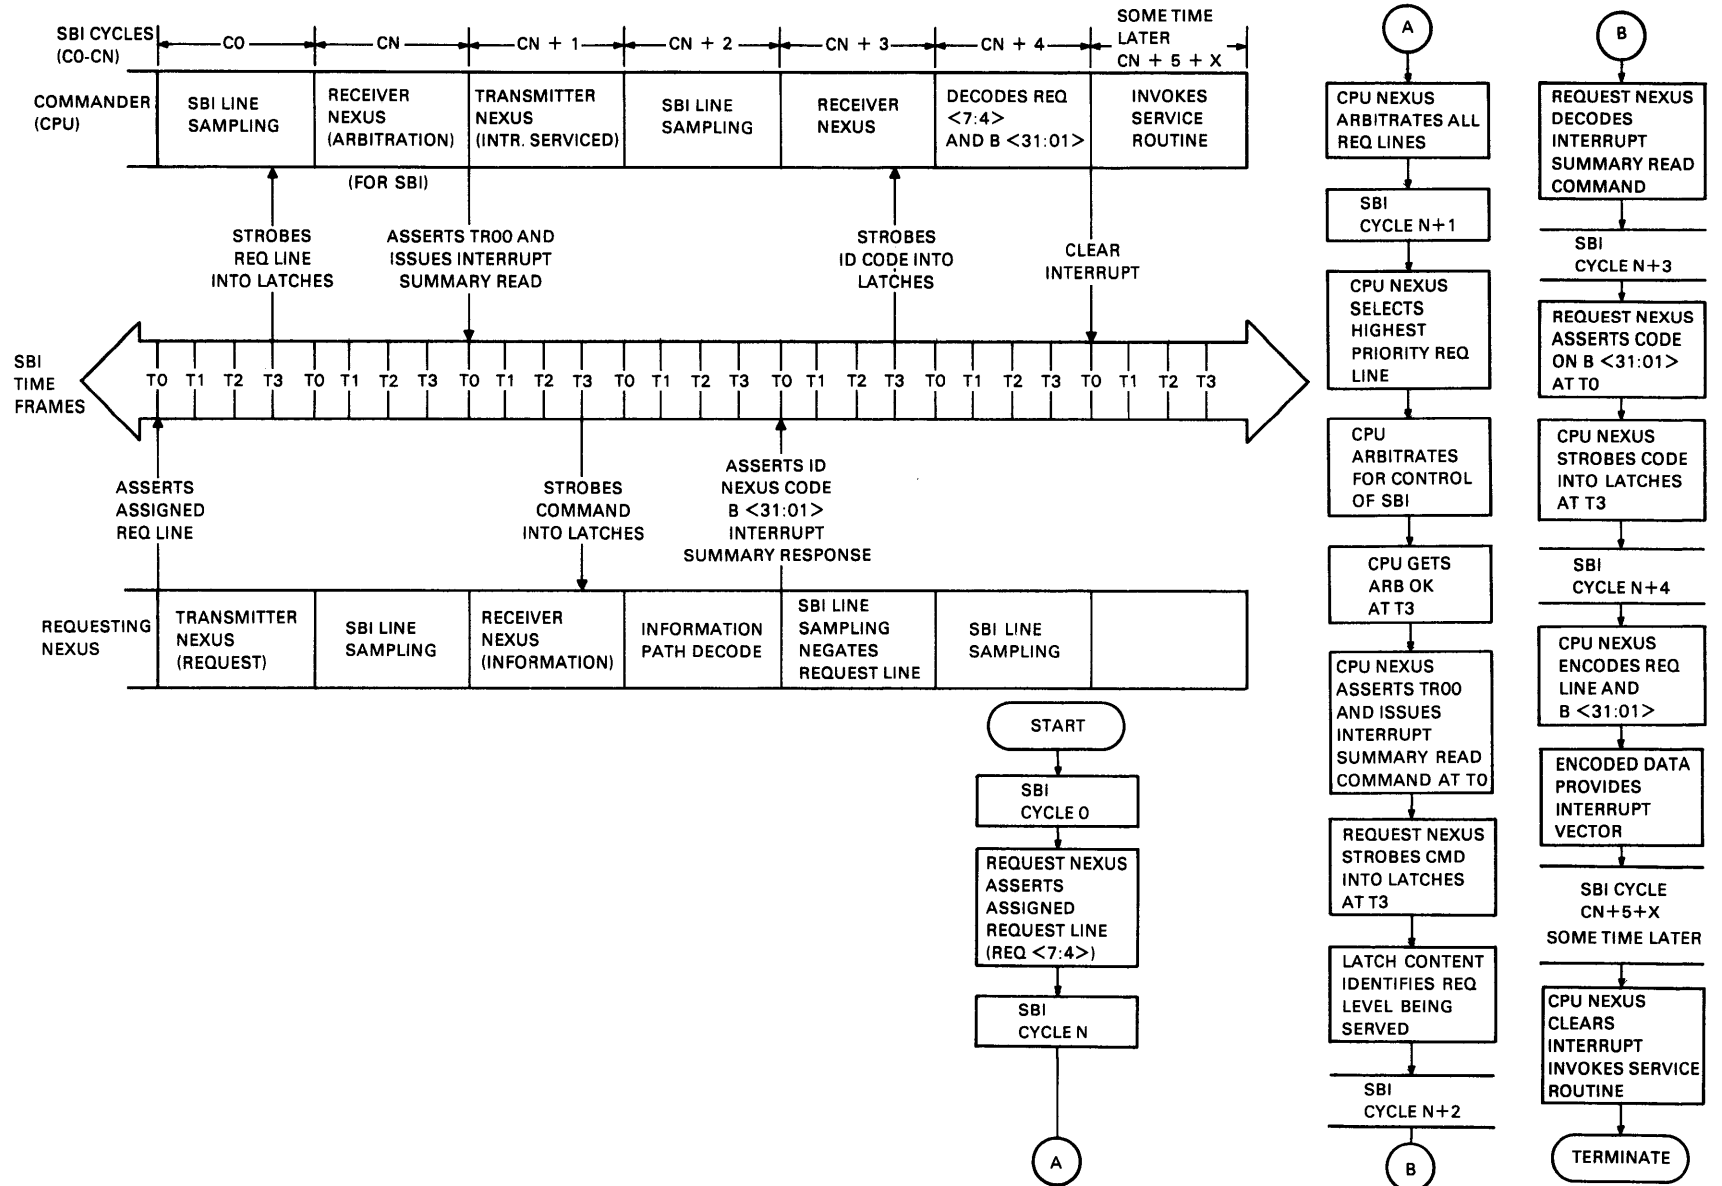 SBI CYCLES
(C0-CN)
C0
CN
CN + 1
CN + 2
CN + 3
CN + 4
SOME TIME
LATER
CN + 5 + X
COMMANDER
(CPU)
SBI LINE
SAMPLING
RECEIVER
NEXUS
(ARBITRATION)
TRANSMITTER
NEXUS
(INTR. SERVICED)
SBI LINE
SAMPLING
RECEIVER
NEXUS
DECODES REQ
<7:4>
AND B <31:01>
INVOKES
SERVICE
ROUTINE
(FOR SBI)
STROBES
REQ LINE
INTO LATCHES
ASSERTS TR00 AND
ISSUES INTERRUPT
SUMMARY READ
STROBES
ID CODE INTO
LATCHES
CLEAR
INTERRUPT
SBI
TIME
FRAMES
T0 T1 T2 T3 T0 T1 T2 T3 T0 T1 T2 T3 T0 T1 T2 T3 T0 T1 T2 T3 T0 T1 T2 T3 T0 T1 T2 T3
ASSERTS
ASSIGNED
REQ LINE
STROBES
COMMAND
INTO LATCHES
ASSERTS ID
NEXUS CODE
B <31:01>
INTERRUPT
SUMMARY RESPONSE
REQUESTING
NEXUS
TRANSMITTER
NEXUS
(REQUEST)
SBI LINE
SAMPLING
RECEIVER
NEXUS
(INFORMATION)
INFORMATION
PATH DECODE
SBI LINE
SAMPLING
NEGATES
REQUEST LINE
SBI LINE
SAMPLING
START
SBI
CYCLE 0
REQUEST NEXUS
ASSERTS
ASSIGNED
REQUEST LINE
(REQ <7:4>)
SBI
CYCLE N
A
A
CPU NEXUS
ARBITRATES ALL
REQ LINES
SBI
CYCLE N+1
CPU NEXUS
SELECTS
HIGHEST
PRIORITY REQ
LINE
CPU
ARBITRATES
FOR CONTROL
OF SBI
CPU GETS
ARB OK
AT T3
CPU NEXUS
ASSERTS TR00
AND ISSUES
INTERRUPT
SUMMARY READ
COMMAND AT T0
REQUEST NEXUS
STROBES CMD
INTO LATCHES
AT T3
LATCH CONTENT
IDENTIFIES REQ
LEVEL BEING
SERVED
SBI
CYCLE N+2
B
B
REQUEST NEXUS
DECODES
INTERRUPT
SUMMARY READ
COMMAND
SBI
CYCLE N+3
REQUEST NEXUS
ASSERTS CODE
ON B <31:01>
AT T0
CPU NEXUS
STROBES CODE
INTO LATCHES
AT T3
SBI
CYCLE N+4
CPU NEXUS
ENCODES REQ
LINE AND
B <31:01>
ENCODED DATA
PROVIDES
INTERRUPT
VECTOR
SBI CYCLE
CN+5+X
SOME TIME LATER
CPU NEXUS
CLEARS
INTERRUPT
INVOKES SERVICE
ROUTINE
TERMINATE